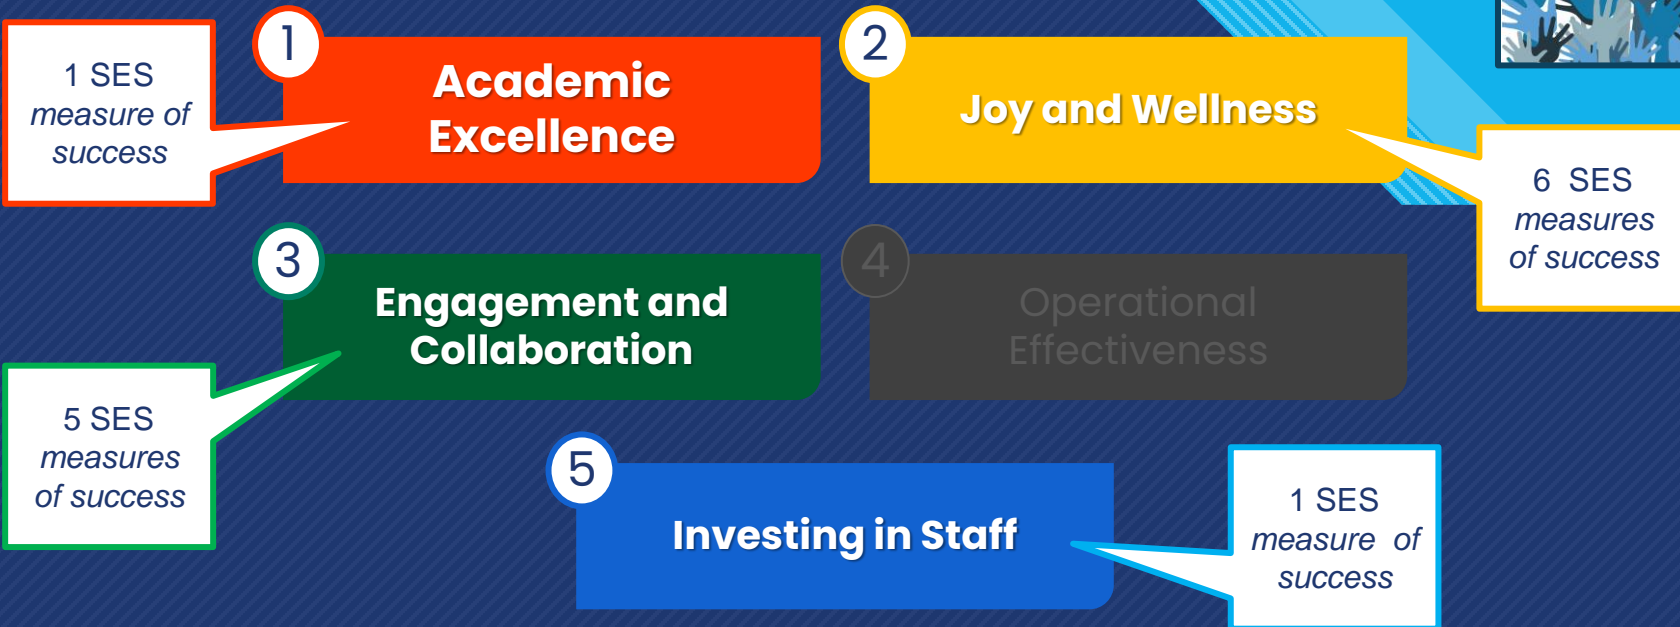 1 SES
measure of
success
1
Academic
Excellence
2
Joy and Wellness
6 SES
measures
of success
3
Engagement and
Collaboration
5 SES
measures
of success
4
Operational
Effectiveness
5
Investing in Staff
1 SES
measure of
success